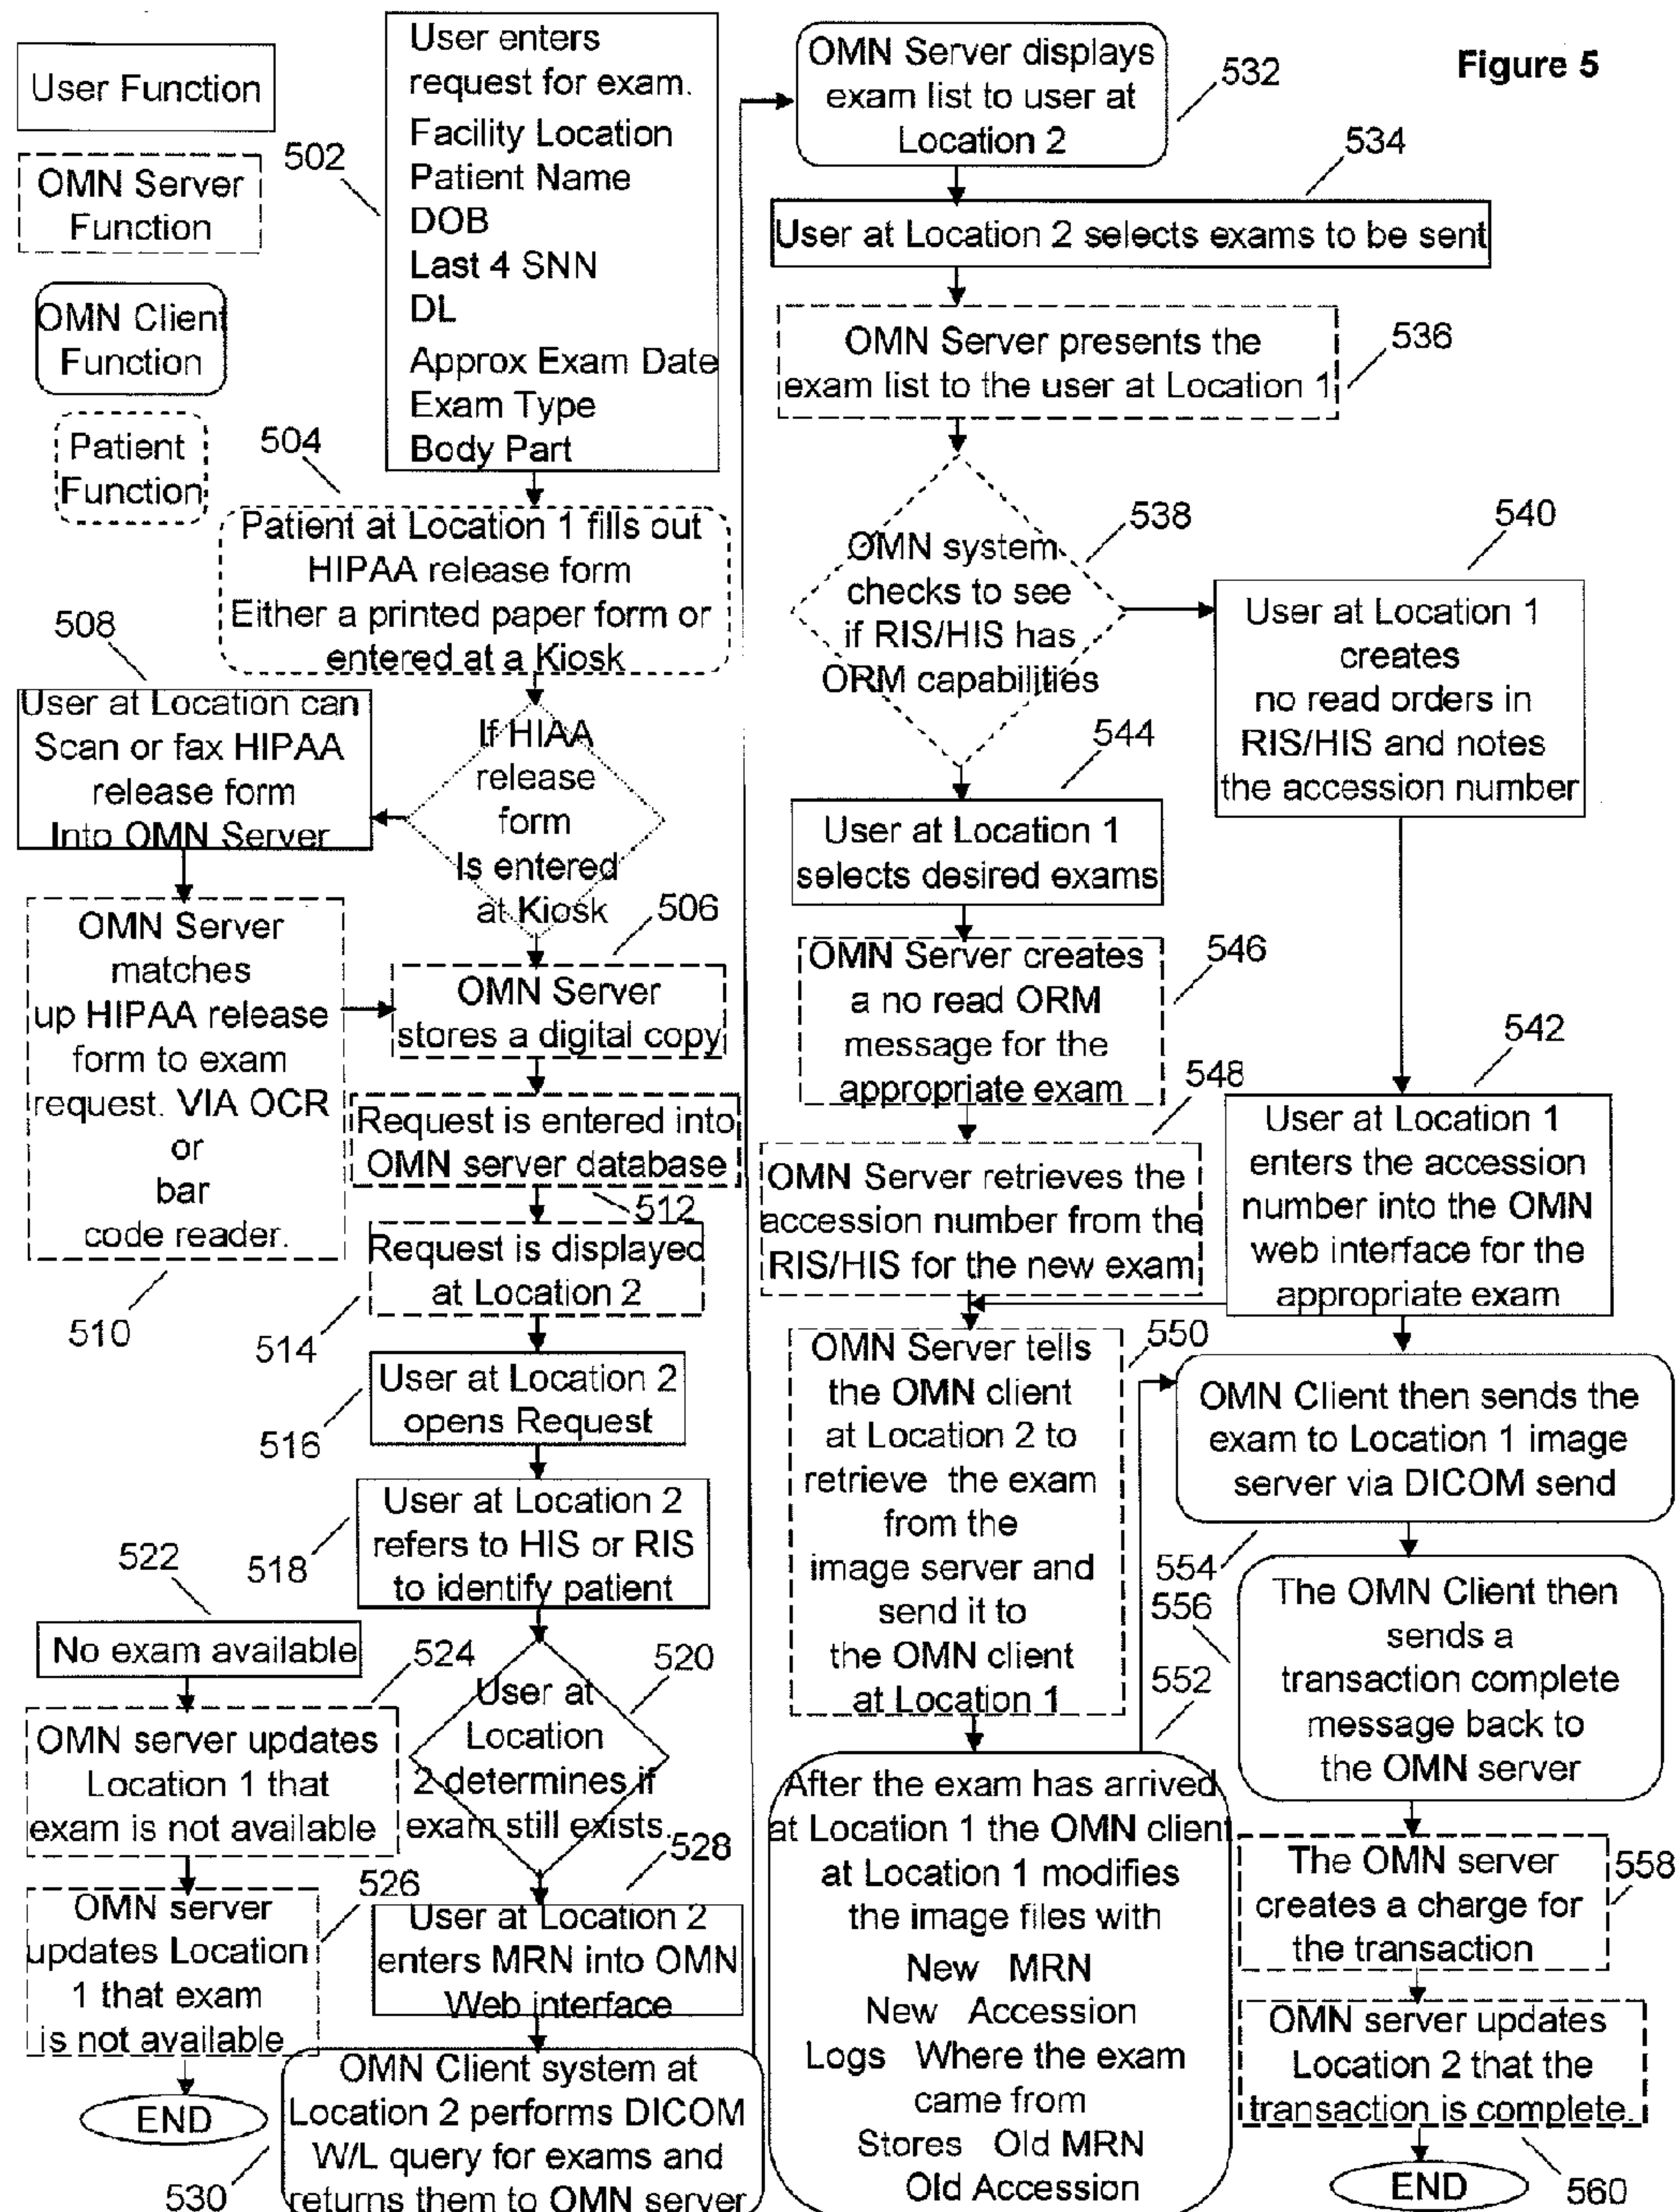 Figure 5
User Function
OMN Server
Function
OMN Client
Function
Patient
Function
502
User enters
request for exam.
Facility Location
Patient Name
DOB
Last 4 SNN
DL
Approx Exam Date
Exam Type
Body Part
504
Patient at Location 1 fills out
HIPAA release form
Either a printed paper form or
entered at a Kiosk
If HIAA
release
form
Is entered
at Kiosk
508
User at Location can
Scan or fax HIPAA
release form
Into OMN Server
OMN Server
matches
up HIPAA release
form to exam
request. VIA OCR
or
bar
code reader.
510
506
OMN Server
stores a digital copy
Request is entered into
OMN server database
512
Request is displayed
at Location 2
514
User at Location 2
opens Request
516
User at Location 2
refers to HIS or RIS
to identify patient
518
User at
Location
2 determines if
exam still exists.
520
522
No exam available
524
OMN server updates
Location 1 that
exam is not available
526
OMN server
updates Location
1 that exam
is not available
END
528
User at Location 2
enters MRN into OMN
Web interface
OMN Client system at
Location 2 performs DICOM
W/L query for exams and
returns them to OMN server
530
OMN Server displays
exam list to user at
Location 2
532
534
User at Location 2 selects exams to be sent
OMN Server presents the
exam list to the user at Location 1
536
OMN system
checks to see
if RIS/HIS has
ORM capabilities
538
540
User at Location 1
creates
no read orders in
RIS/HIS and notes
the accession number
544
User at Location 1
selects desired exams
OMN Server creates
a no read ORM
message for the
appropriate exam
546
548
OMN Server retrieves the
accession number from the
RIS/HIS for the new exam
542
User at Location 1
enters the accession
number into the OMN
web interface for the
appropriate exam
OMN Server tells
the OMN client
at Location 2 to
retrieve the exam
from the
image server and
send it to
the OMN client
at Location 1
550
552
After the exam has arrived
at Location 1 the OMN client
at Location 1 modifies
the image files with
New MRN
New Accession
Logs Where the exam
came from
Stores Old MRN
Old Accession
OMN Client then sends the
exam to Location 1 image
server via DICOM send
554
556
The OMN Client then
sends a
transaction complete
message back to
the OMN server
The OMN server
creates a charge for
the transaction
558
OMN server updates
Location 2 that the
transaction is complete.
END
560